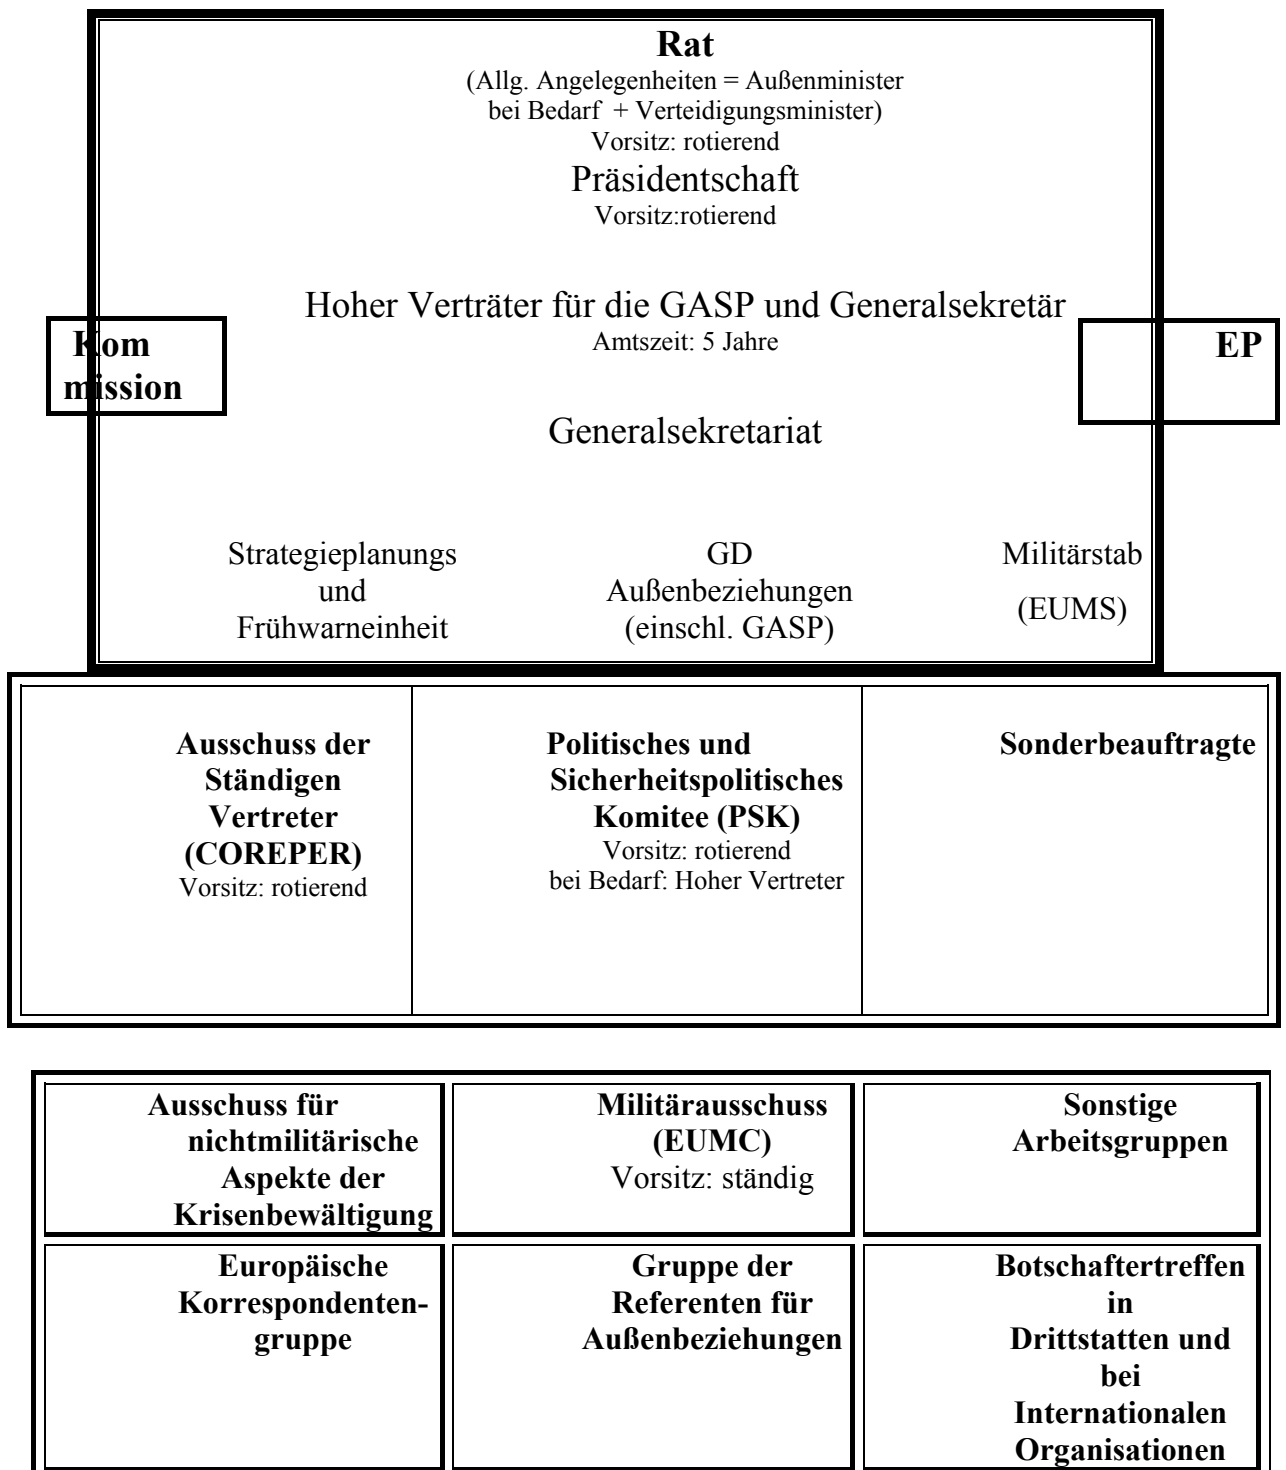 Rat
(Allg. Angelegenheiten = Außenminister
bei Bedarf + Verteidigungsminister)
Vorsitz: rotierend
Präsidentschaft
Vorsitz:rotierend
Hoher Verträter für die GASP und Generalsekretär
Amtszeit: 5 Jahre
Kom
mission
EP
Generalsekretariat
Strategieplanungs
und
Frühwarneinheit
GD
Außenbeziehungen
(einschl. GASP)
Militärstab
(EUMS)
Ausschuss der
Ständigen
Vertreter
(COREPER)
Vorsitz: rotierend
Politisches und
Sicherheitspolitisches
Komitee (PSK)
Vorsitz: rotierend
bei Bedarf: Hoher Vertreter
Sonderbeauftragte
Ausschuss für
nichtmilitärische
Aspekte der
Krisenbewältigung
Militärausschuss
(EUMC)
Vorsitz: ständig
Sonstige
Arbeitsgruppen
Europäische
Korrespondenten-
gruppe
Gruppe der
Referenten für
Außenbeziehungen
Botschaftertreffen
in
Drittstatten und
bei
Internationalen
Organisationen